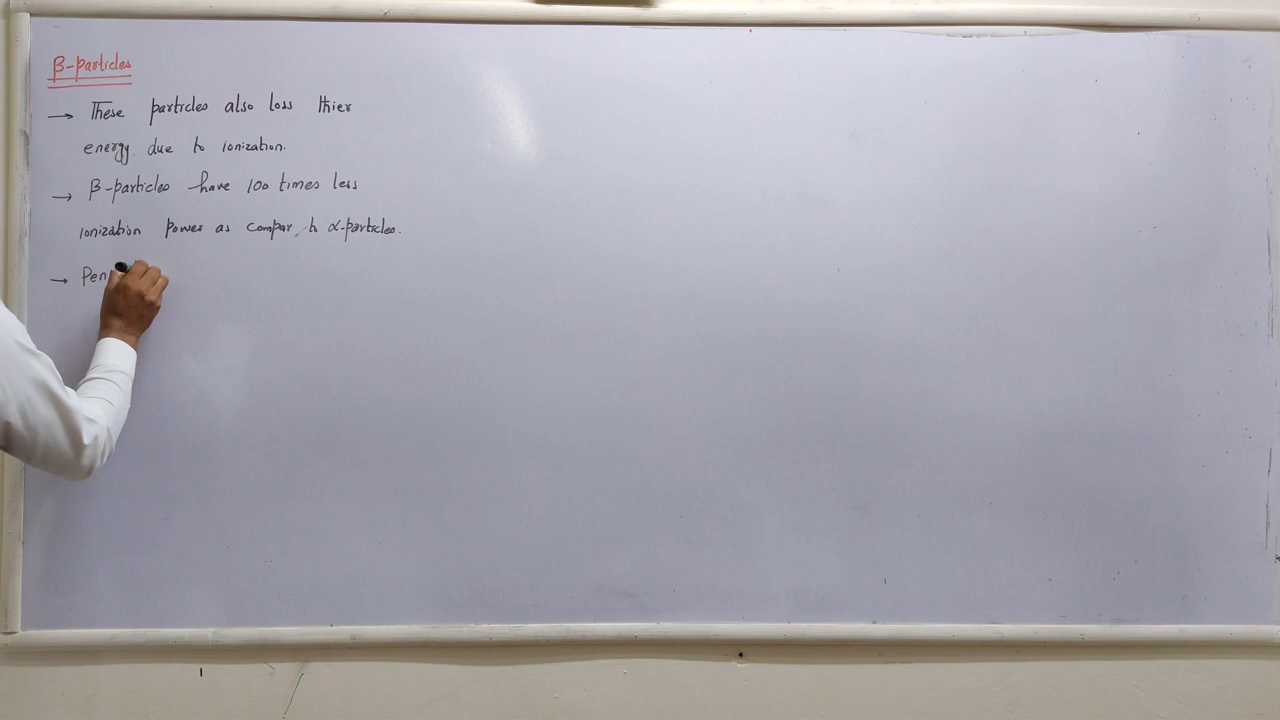 β-particles
→ These particles also loss thier
energy due to ionization.
→ β-particles have 100 times less
ionization power as compar to α-particles.
→ Pen